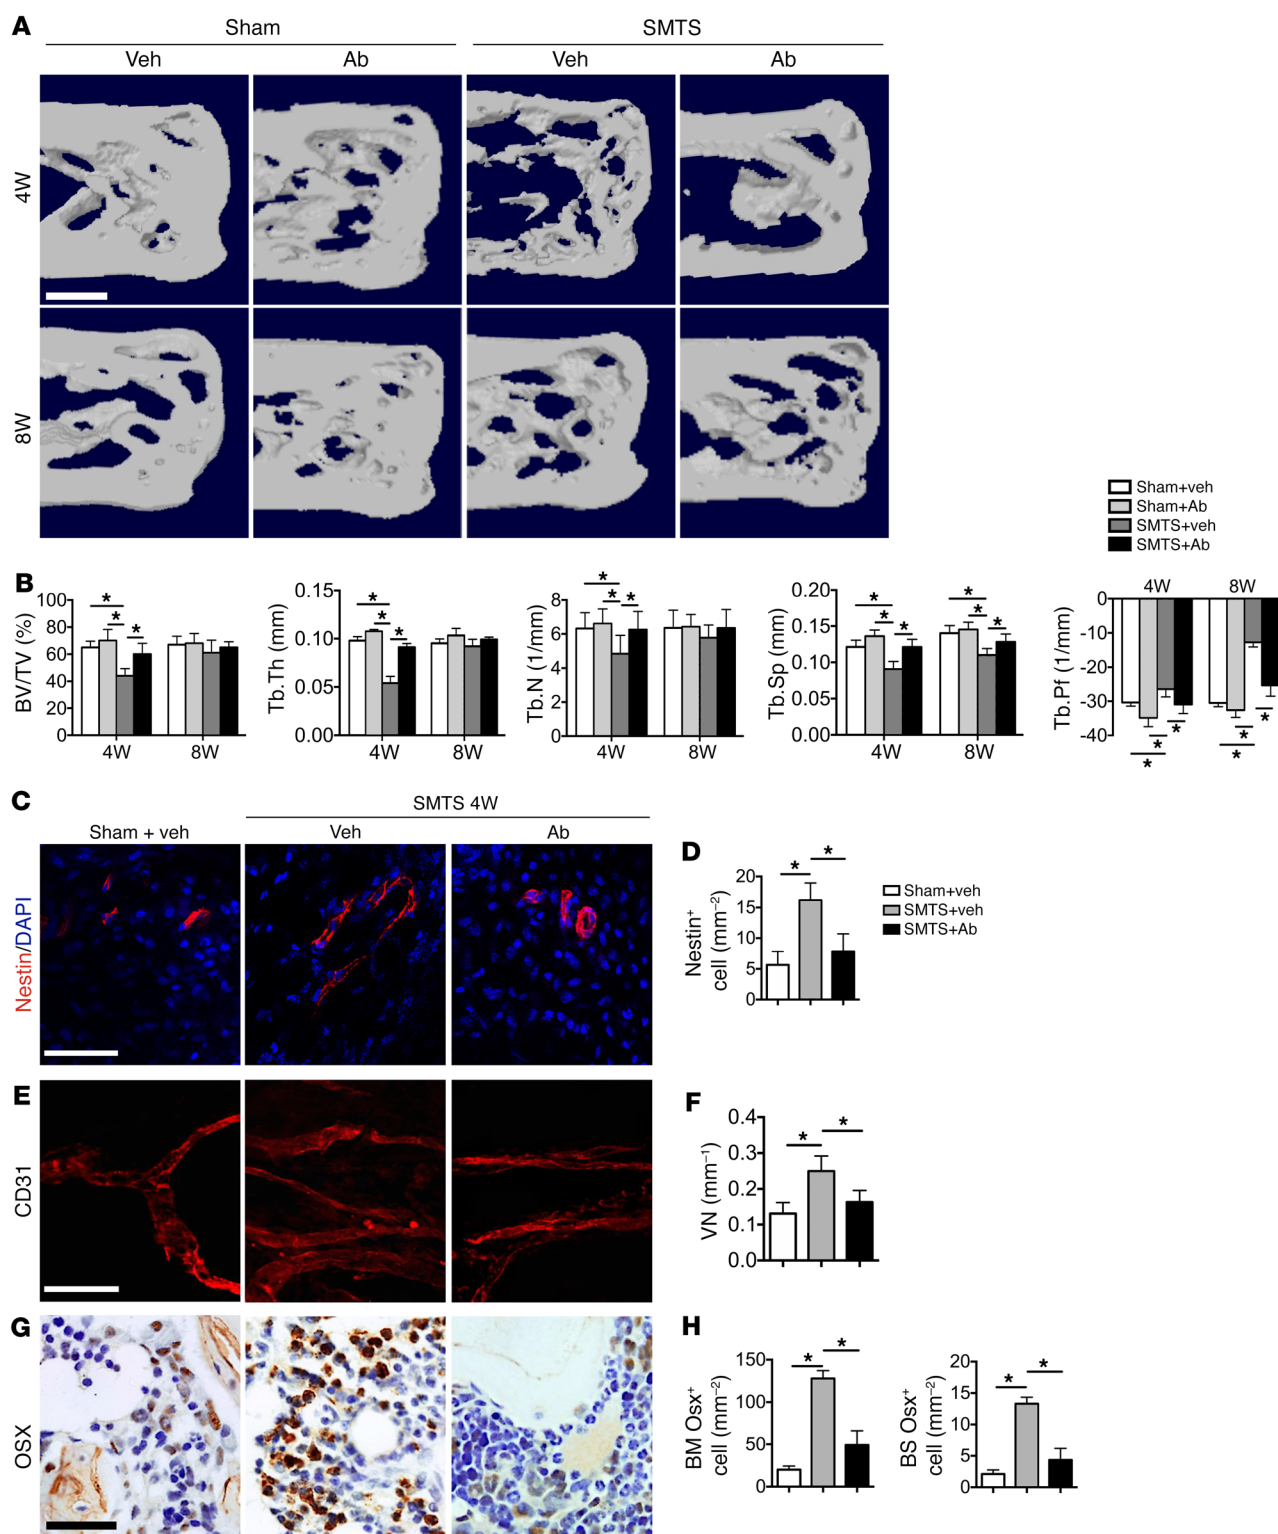 A
Sham
SMTS
Veh
Ab
Veh
Ab
4W
8W
Sham+veh
Sham+Ab
SMTS+veh
SMTS+Ab
B
BV/TV (%)
100
80
60
40
20
0
* * *
4W 8W
Tb.Th (mm)
0.15
0.10
0.05
0.00
* * *
4W 8W
Tb.N (1/mm)
8
6
4
2
0
* * *
4W 8W
Tb.Sp (mm)
0.20
0.15
0.10
0.05
0.00
* * * * * *
4W 8W
Tb.Pf (1/mm)
4W 8W
0
-10
-20
-30
-40
* * * * * *
C
SMTS 4W
Sham + veh
Veh
Ab
Nestin/DAPI
D
Nestin⁺
cell (mm⁻²)
20
15
10
5
0
* *
Sham+veh
SMTS+veh
SMTS+Ab
E
CD31
F
VN (mm⁻¹)
0.4
0.3
0.2
0.1
0.0
* *
G
OSX
H
BM Osx⁺
cell (mm⁻²)
150
100
50
0
* *
BS Osx⁺
cell (mm⁻²)
20
15
10
5
0
* *